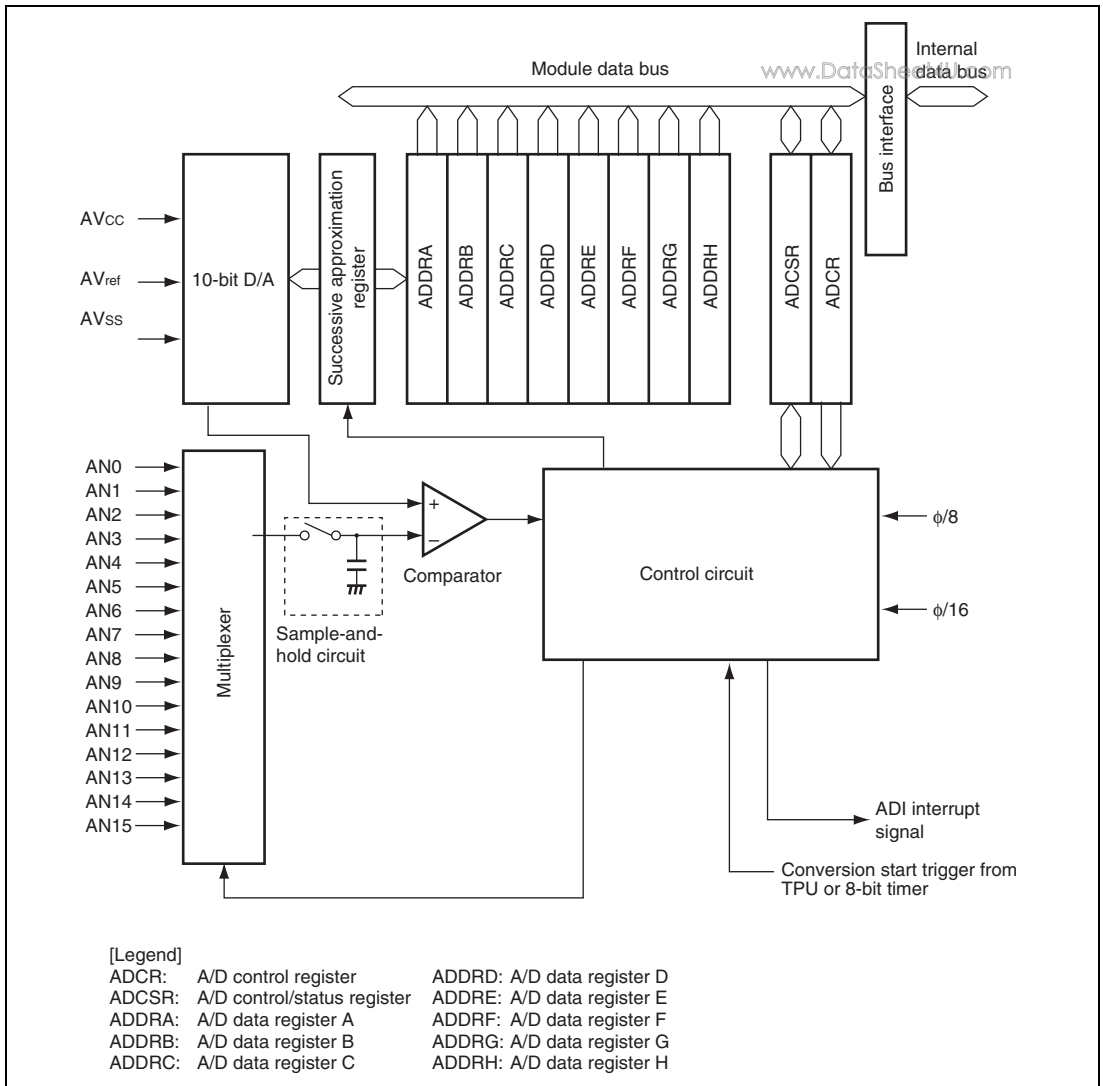 Module data bus
www.DataSheet4U.com
Internal
data bus
Bus interface
AVCC
AVref
AVSS
10-bit D/A
Successive approximation
register
ADDRA
ADDRB
ADDRC
ADDRD
ADDRE
ADDRF
ADDRG
ADDRH
ADCSR
ADCR
AN0
AN1
AN2
AN3
AN4
AN5
AN6
AN7
AN8
AN9
AN10
AN11
AN12
AN13
AN14
AN15
Multiplexer
+
−
Comparator
Sample-and-
hold circuit
Control circuit
ϕ/8
ϕ/16
ADI interrupt
signal
Conversion start trigger from
TPU or 8-bit timer
[Legend]
ADCR: A/D control register
ADCSR: A/D control/status register
ADDRA: A/D data register A
ADDRB: A/D data register B
ADDRC: A/D data register C
ADDRD: A/D data register D
ADDRE: A/D data register E
ADDRF: A/D data register F
ADDRG: A/D data register G
ADDRH: A/D data register H